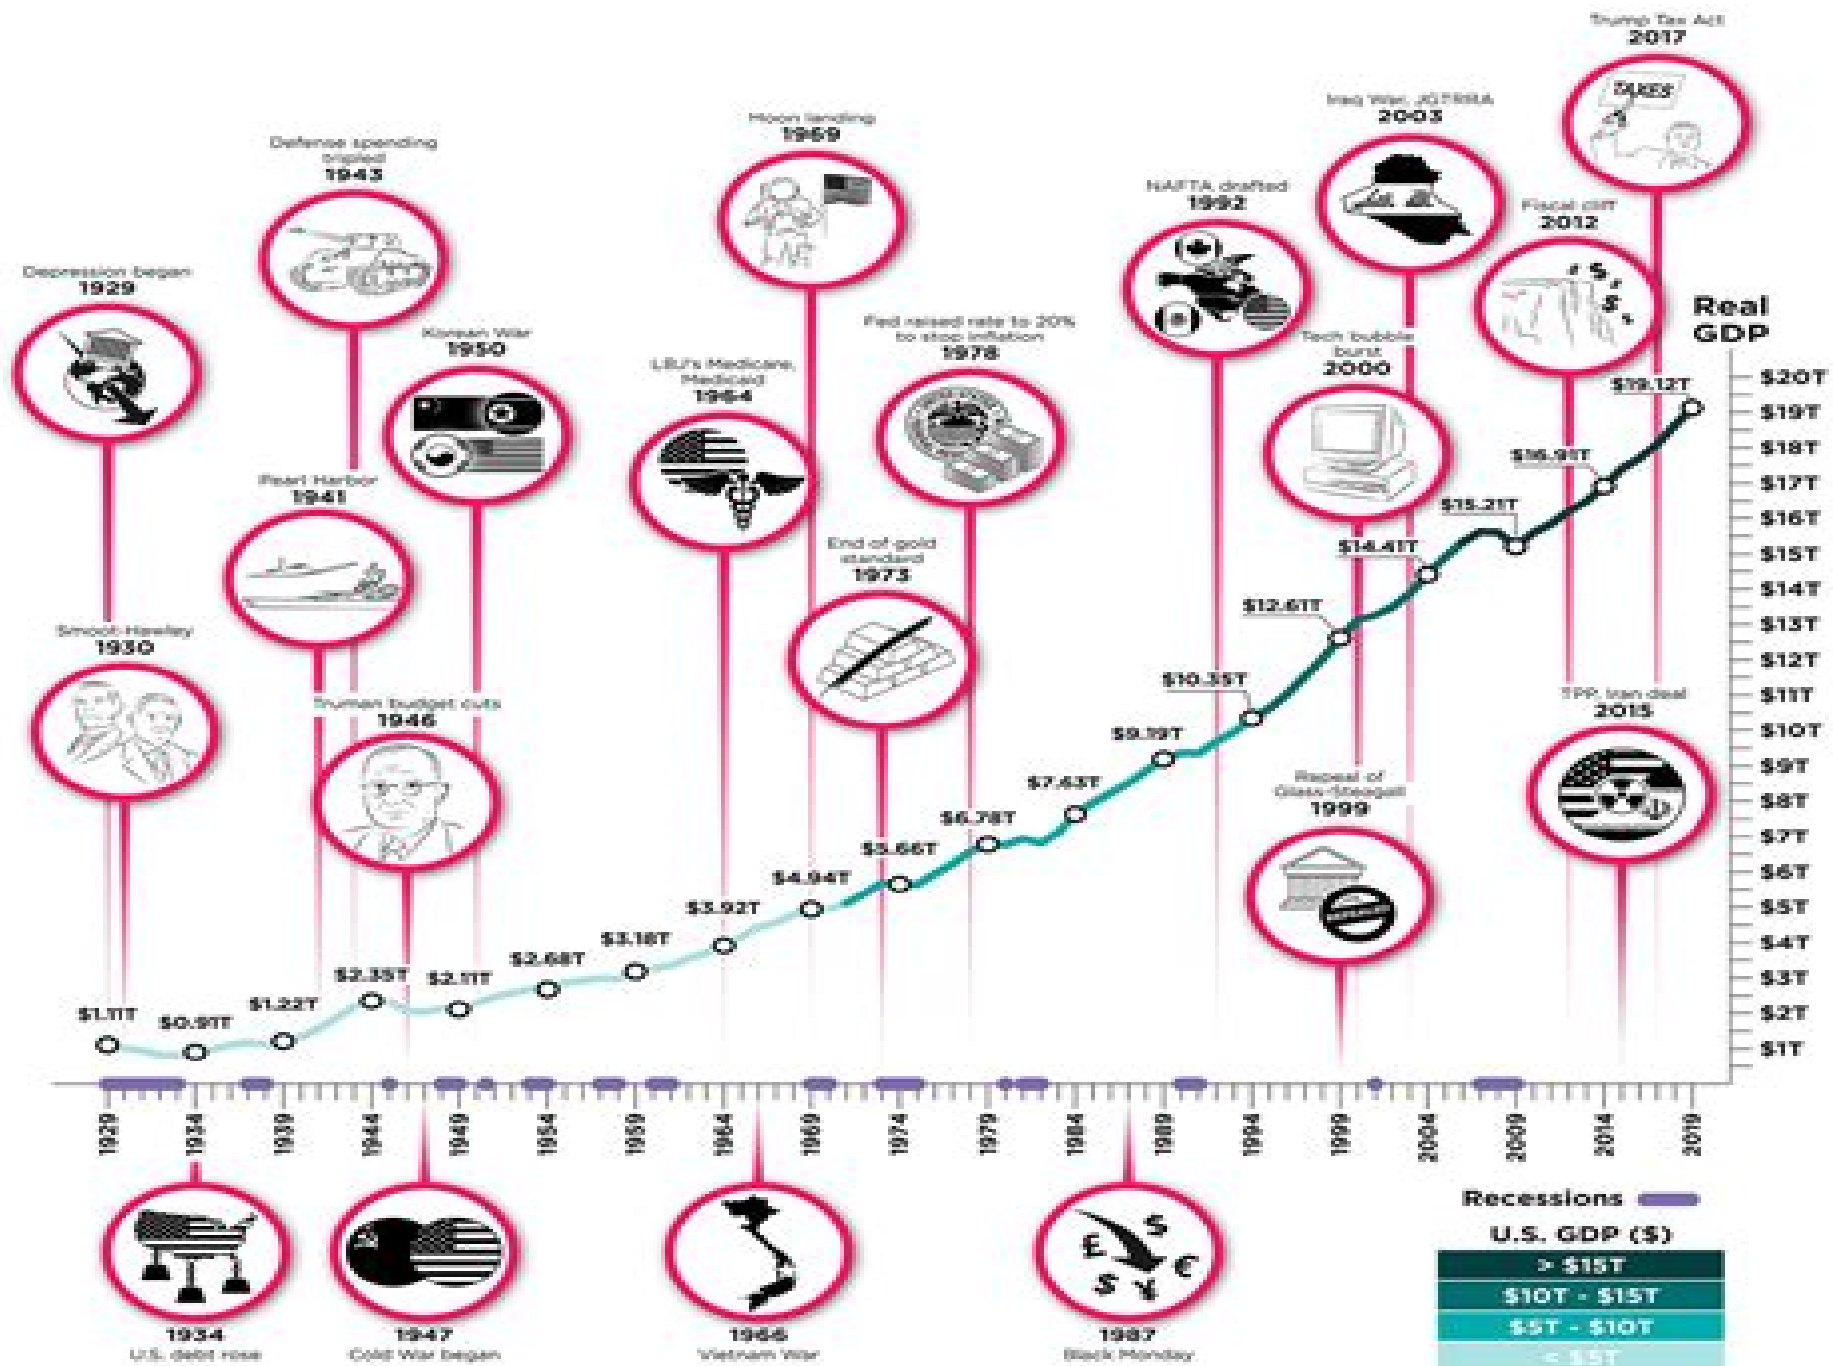 Trump Tax Act
2017
TAXES
Iraq War, JGTRRA
2003
Moon landing
1969
Defense spending
tripled
1943
NAFTA drafted
1992
Fiscal cliff
2012
Depression began
1929
Korean War
1950
Fed raised rate to 20%
to stop inflation
1978
LBJ's Medicare,
Medicaid
1964
Tech bubble
burst
2000
Real
GDP
Pearl Harbor
1941
End of gold
standard
1973
Smoot-Hawley
1930
Truman budget cuts
1946
TPP, Iran deal
2015
Repeal of
Glass-Steagall
1999
$1.11T
$0.91T
$1.22T
$2.35T
$2.11T
$2.68T
$3.18T
$3.92T
$4.94T
$5.66T
$6.78T
$7.63T
$9.19T
$10.35T
$12.61T
$14.41T
$15.21T
$16.91T
$19.12T
$20T
$19T
$18T
$17T
$16T
$15T
$14T
$13T
$12T
$11T
$10T
$9T
$8T
$7T
$6T
$5T
$4T
$3T
$2T
$1T
1929
1934
1939
1944
1949
1954
1959
1964
1969
1974
1979
1984
1989
1994
1999
2004
2009
2014
2019
1934
U.S. debt rose
1947
Cold War began
1966
Vietnam War
$
£
€
$
¥
1987
Black Monday
Recessions
U.S. GDP ($)
> $15T
$10T - $15T
$5T - $10T
< $5T